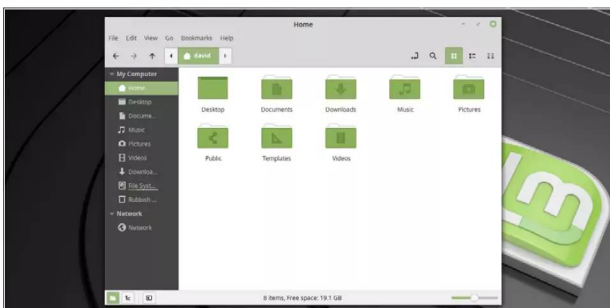 Home
File Edit View Go Bookmarks Help
david
My Computer
Home
Desktop
Docume...
Music
Pictures
Videos
Downloa...
File Syst...
Rubbish ...
Network
Network
Desktop Documents Downloads Music Pictures
Public Templates Videos
8 items, Free space: 19.1 GB